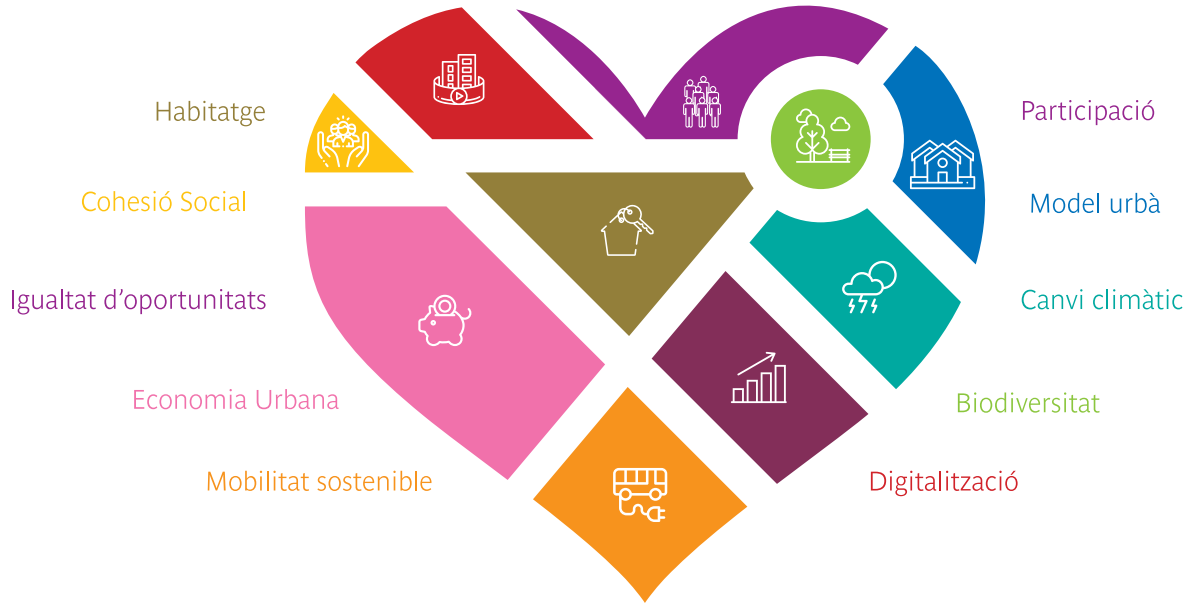 Habitatge
Cohesió Social
Igualtat d’oportunitats
Economia Urbana
Mobilitat sostenible
Participació
Model urbà
Canvi climàtic
Biodiversitat
Digitalització